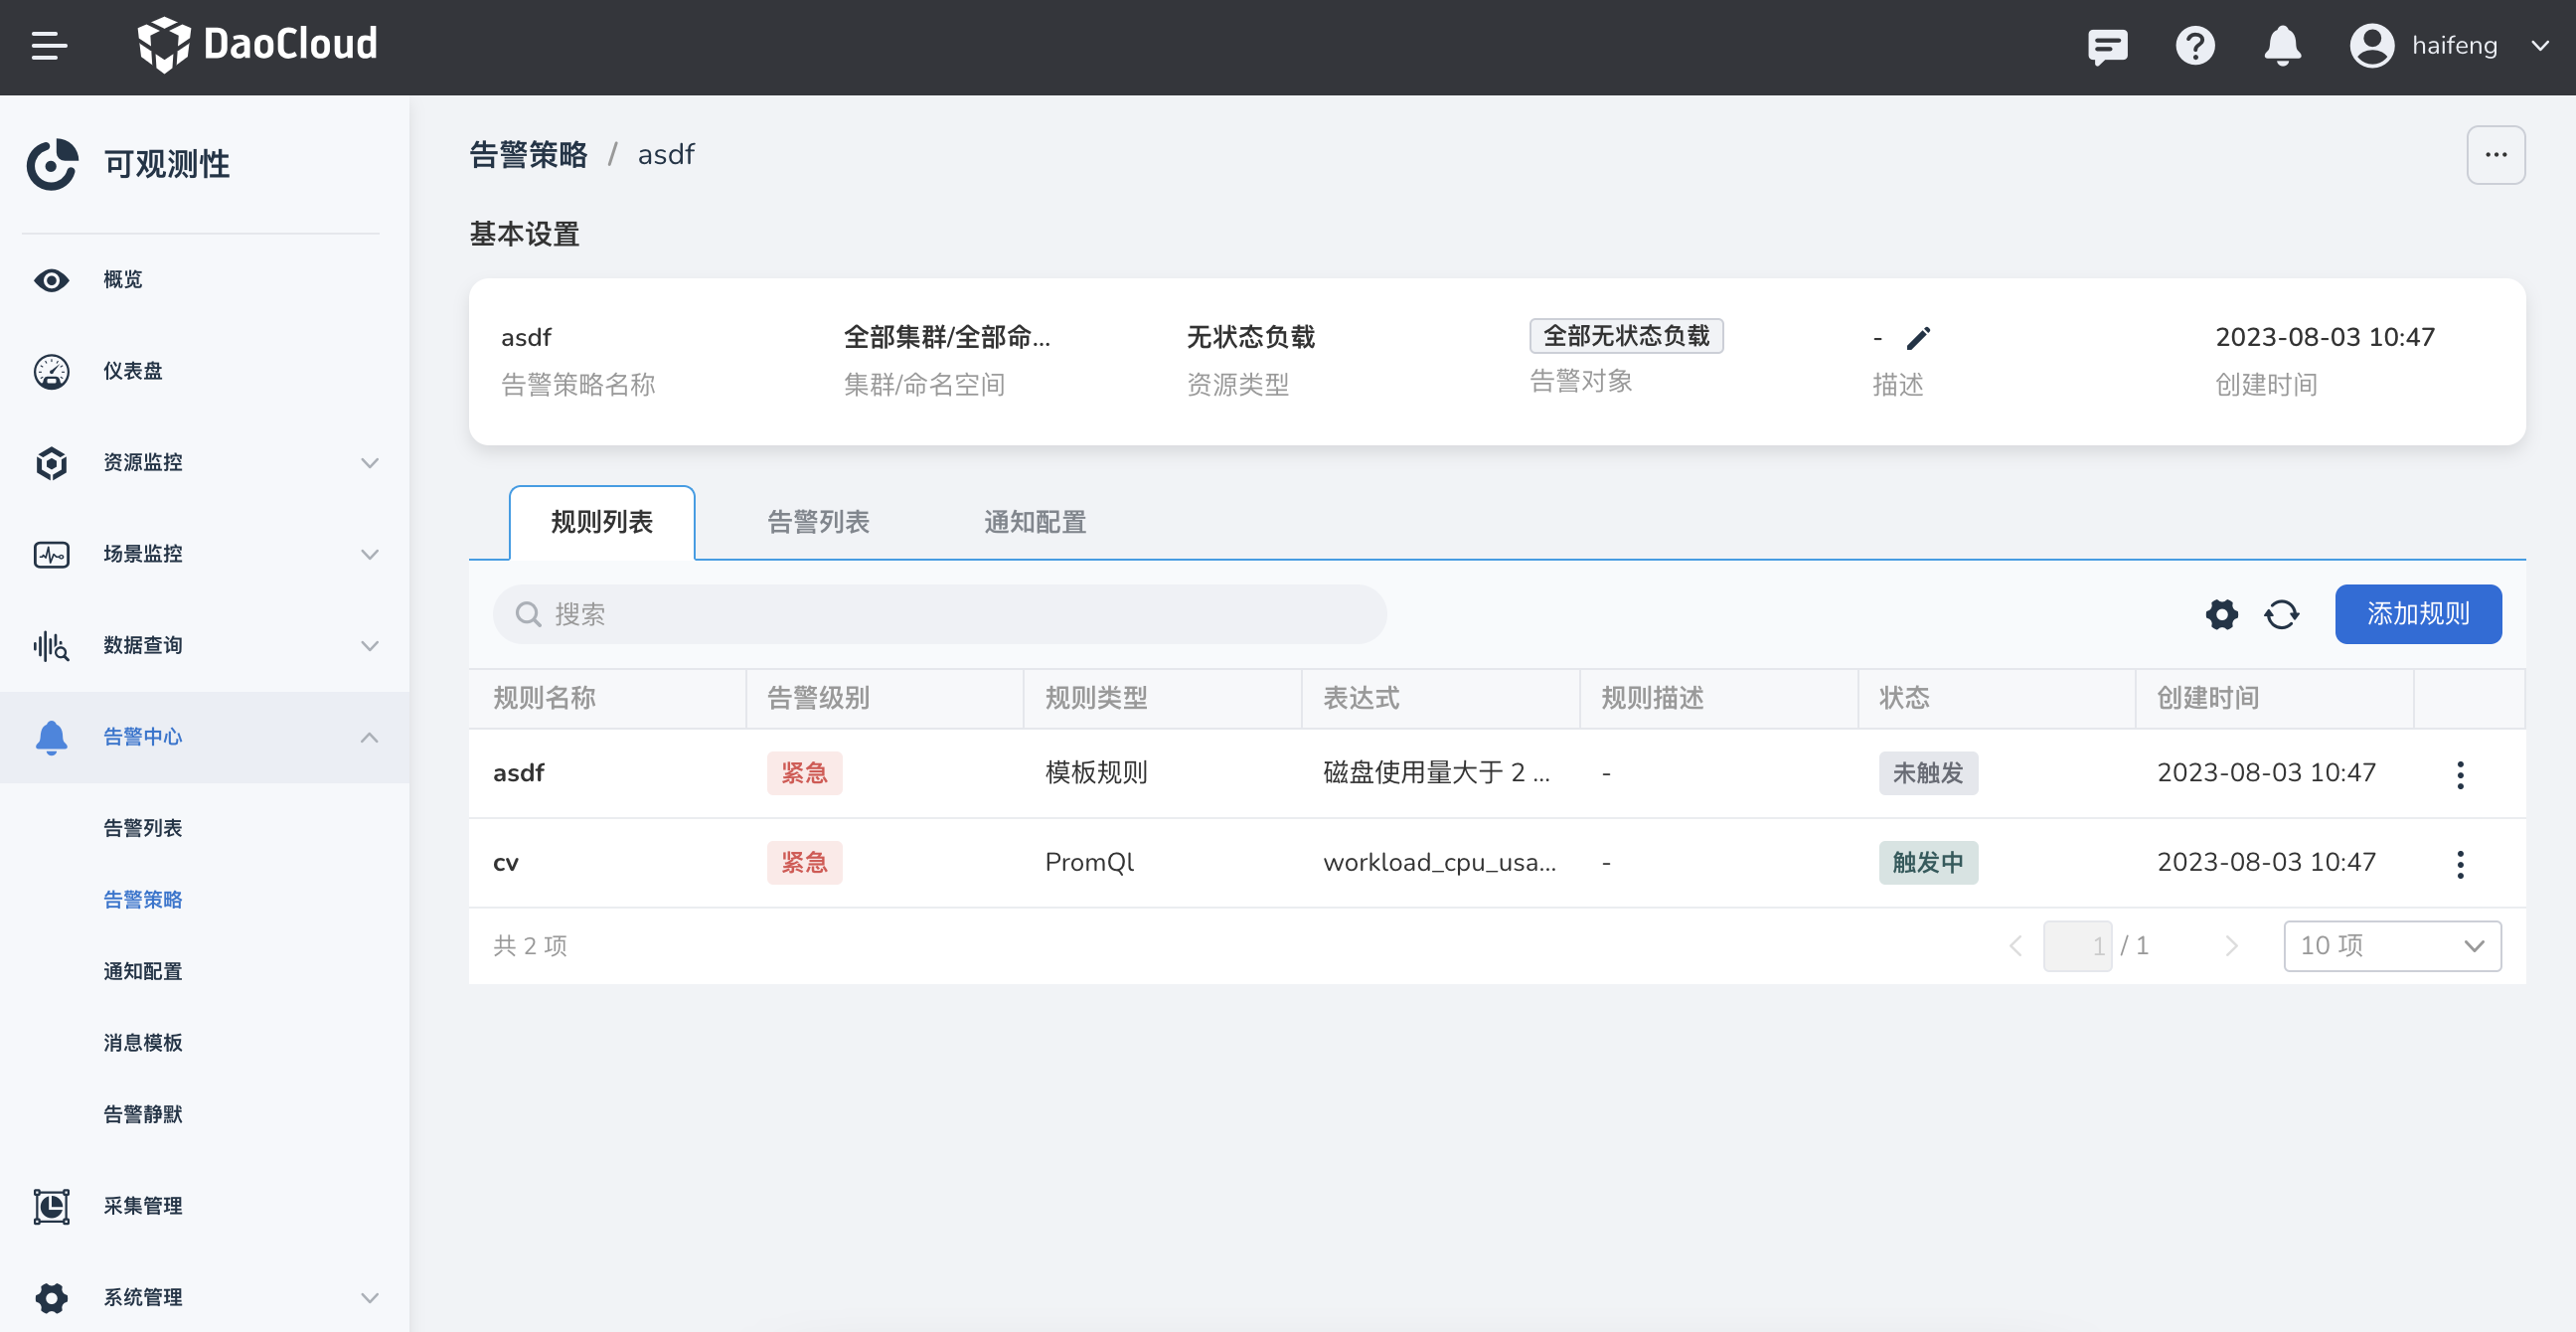 DaoCloud
haifeng
可观测性
概览
仪表盘
资源监控
场景监控
数据查询
告警中心
告警列表
告警策略
通知配置
消息模板
告警静默
采集管理
系统管理
告警策略 / asdf
基本设置
asdf 全部集群/全部命... 无状态负载 全部无状态负载 - 2023-08-03 10:47
告警策略名称 集群/命名空间 资源类型 告警对象 描述 创建时间
规则列表 告警列表 通知配置
搜索 添加规则
规则名称 告警级别 规则类型 表达式 规则描述 状态 创建时间
asdf 紧急 模板规则 磁盘使用量大于 2 ... - 未触发 2023-08-03 10:47
cv 紧急 PromQl workload_cpu_usa... - 触发中 2023-08-03 10:47
共 2 项 1 / 1 10 项